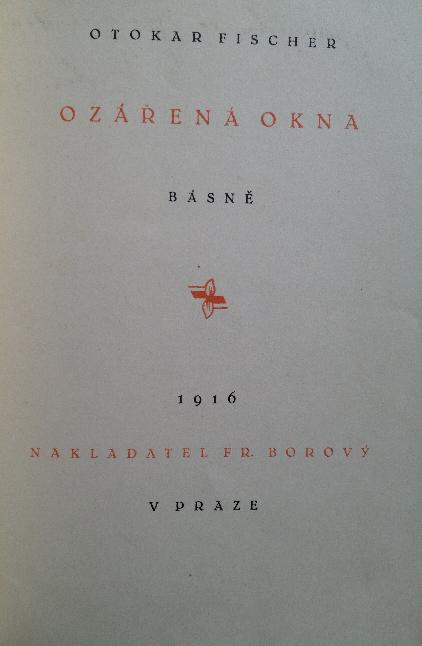 OTOKAR FISCHER
OZÁŘENÁ OKNA
BÁSNĚ
1916
NAKLADATEL FR. BOROVÝ
V PRAZE